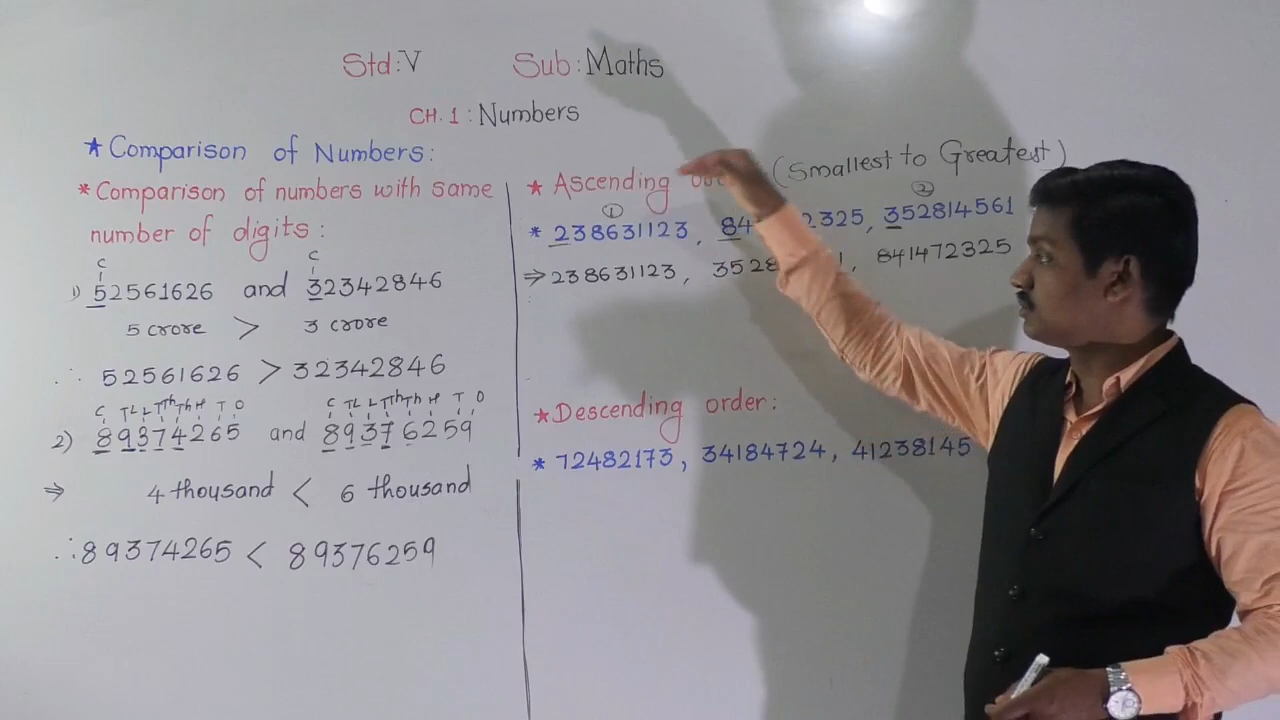 Std:V Sub:Maths
CH.1:Numbers
★ Comparison of Numbers:
* Comparison of numbers with same
number of digits:
C C
1) 52561626 and 32342846
5 crore > 3 crore
∴ 52561626 > 32342846
C TL L TTh Th H T O C TL L TTh Th H T O
2) 89374265 and 89376259
⇒ 4 thousand < 6 thousand
∴ 89374265 < 89376259
★ Ascending (Smallest to Greatest)
① ②
* 238631123, 352814561
⇒ 238631123, 841472325
★ Descending order:
* 72482173, 34184724, 41238145